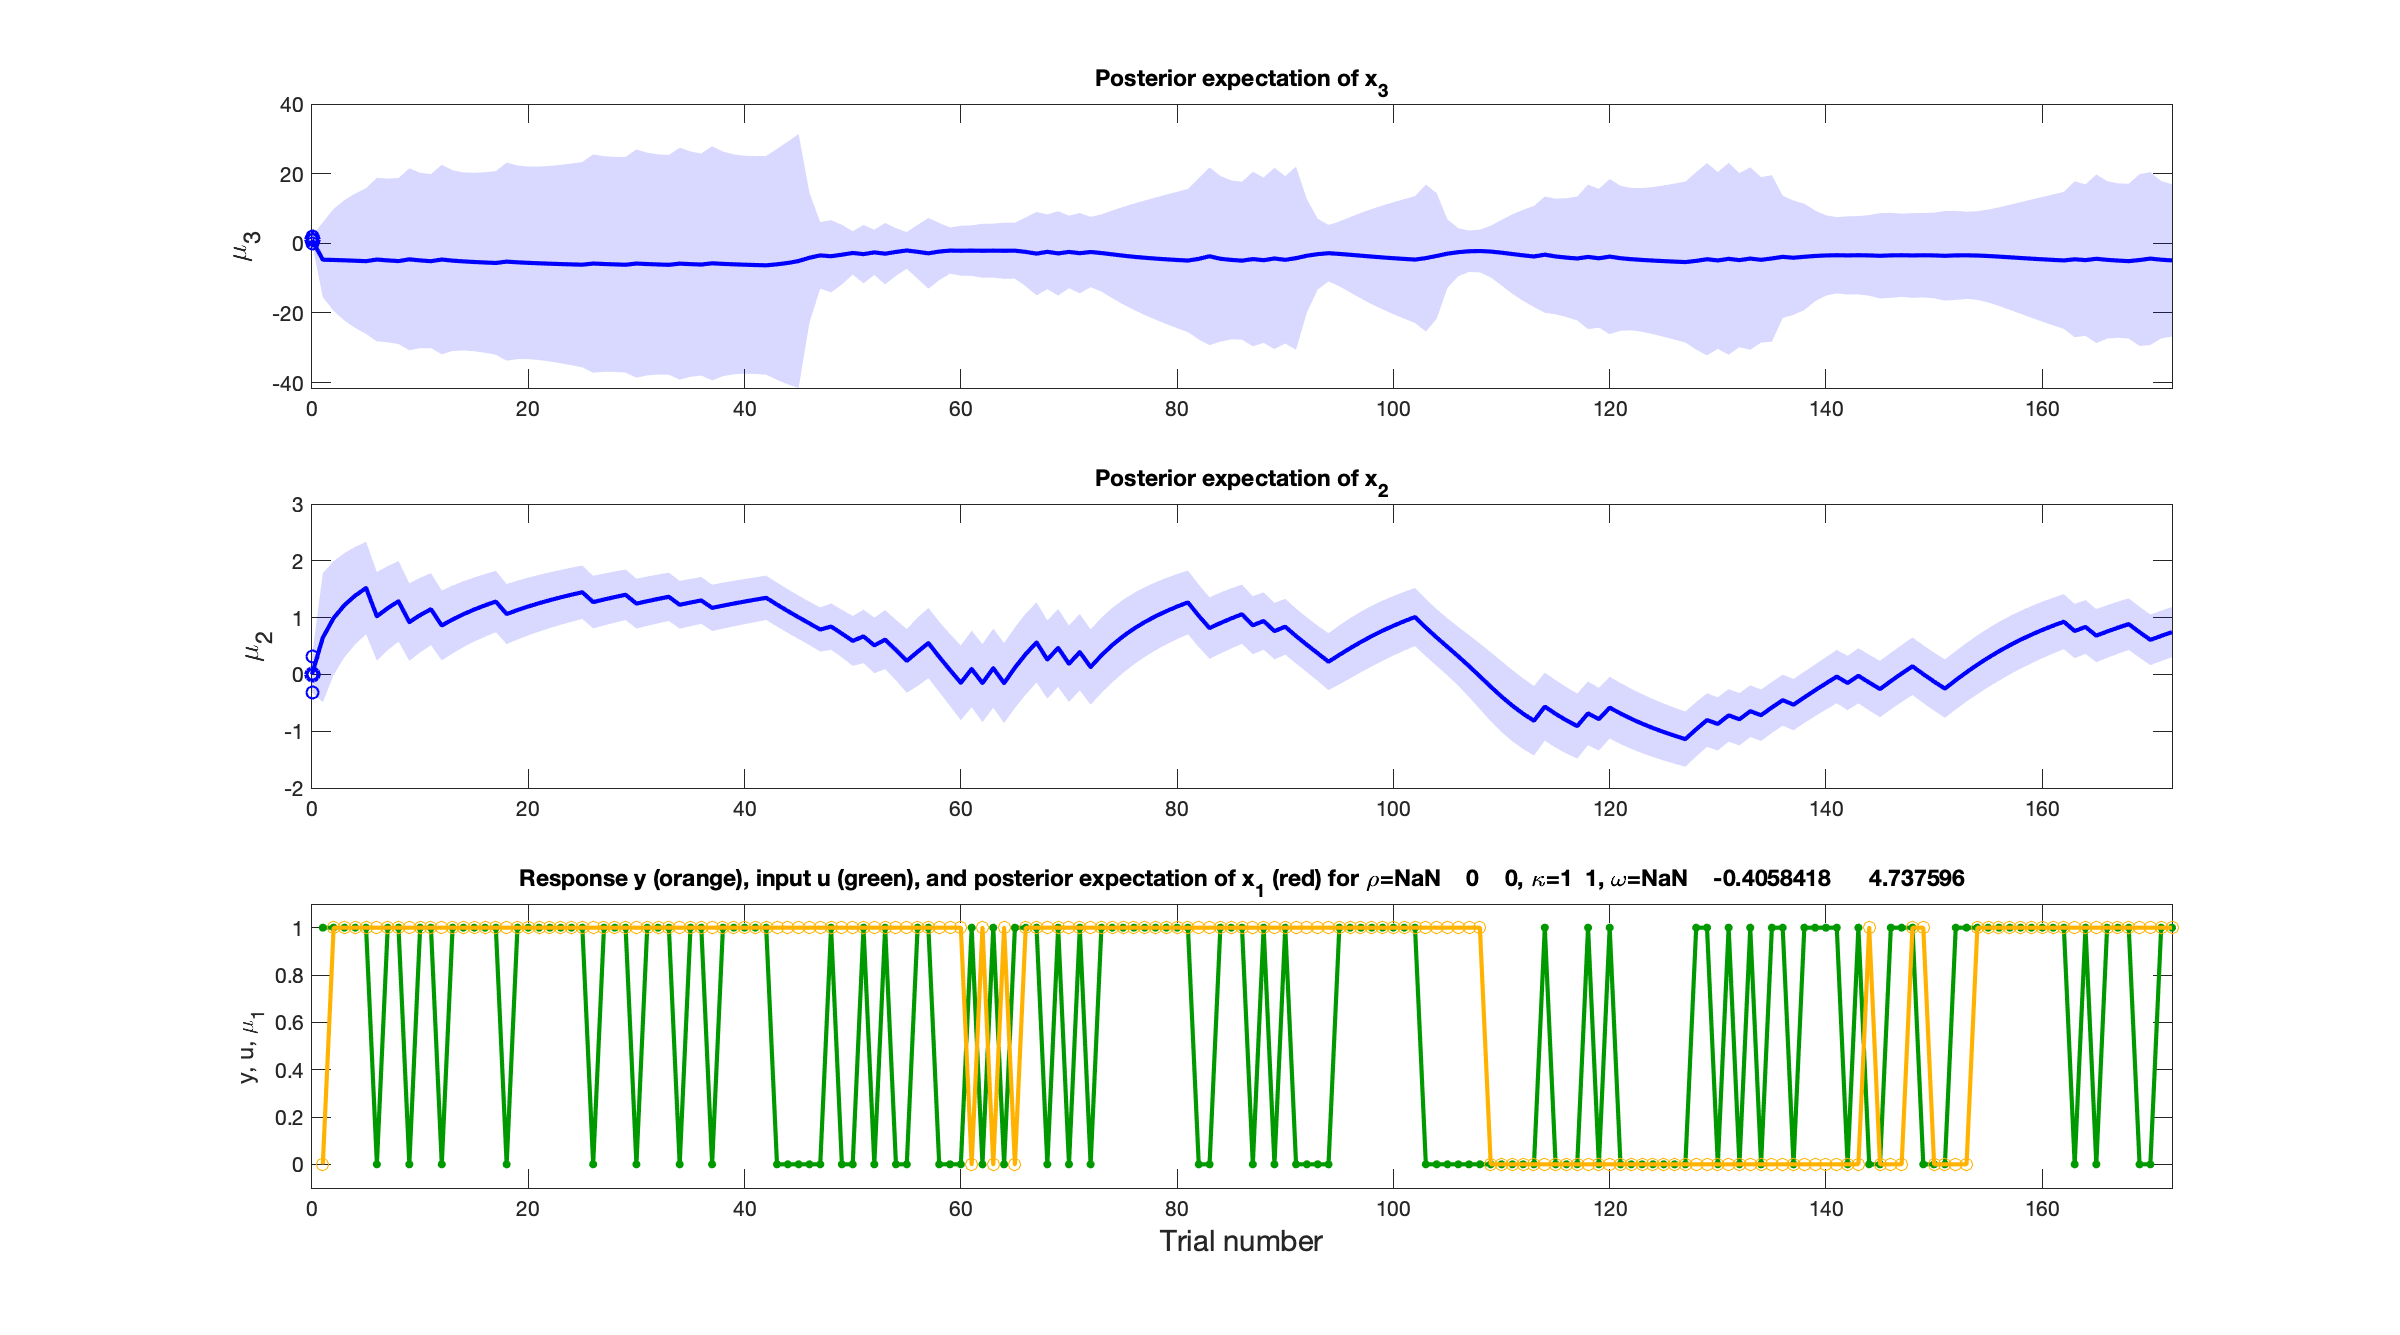 Posterior expectation of x3
40
20
0
-20
-40
μ3
0 20 40 60 80 100 120 140 160
Posterior expectation of x2
3
2
1
0
-1
-2
μ2
0 20 40 60 80 100 120 140 160
Response y (orange), input u (green), and posterior expectation of x1 (red) for ρ=NaN 0 0, κ=1 1, ω=NaN -0.4058418 4.737596
1
0.8
0.6
0.4
0.2
0
y, u, μ1
0 20 40 60 80 100 120 140 160
Trial number